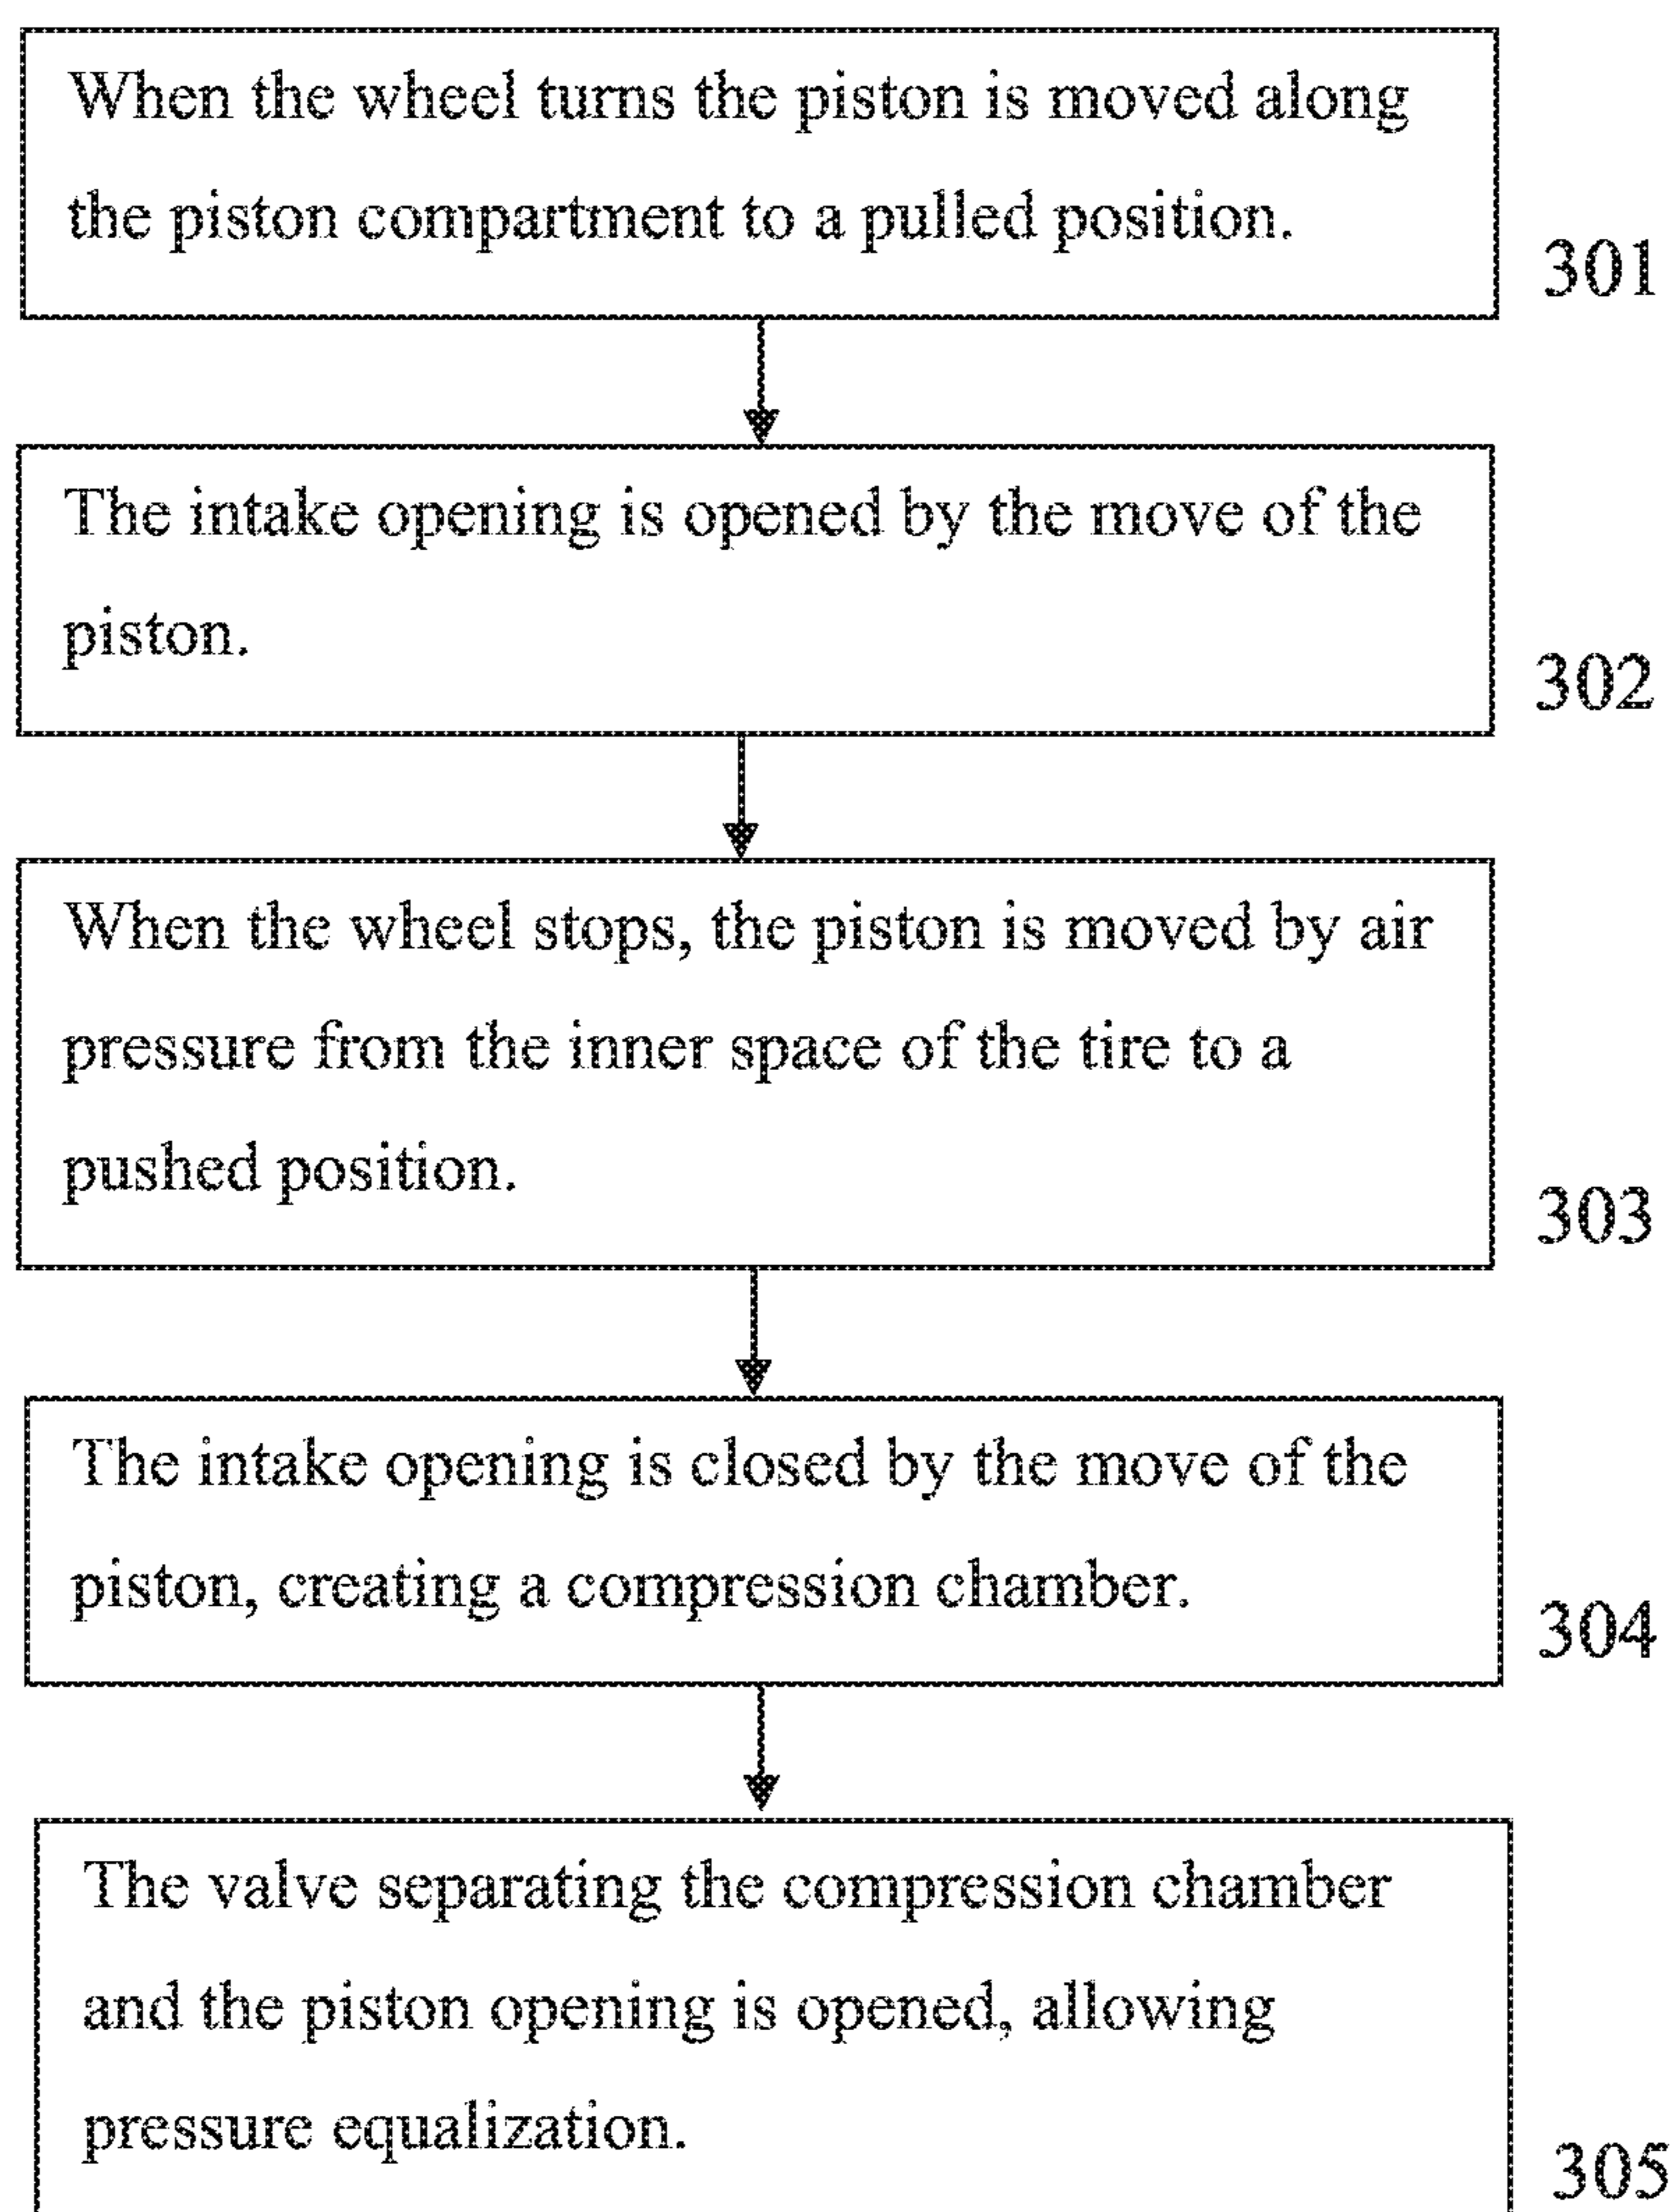 When the wheel turns the piston is moved along
the piston compartment to a pulled position.
301
The intake opening is opened by the move of the
piston.
302
When the wheel stops, the piston is moved by air
pressure from the inner space of the tire to a
pushed position.
303
The intake opening is closed by the move of the
piston, creating a compression chamber.
304
The valve separating the compression chamber
and the piston opening is opened, allowing
pressure equalization.
305